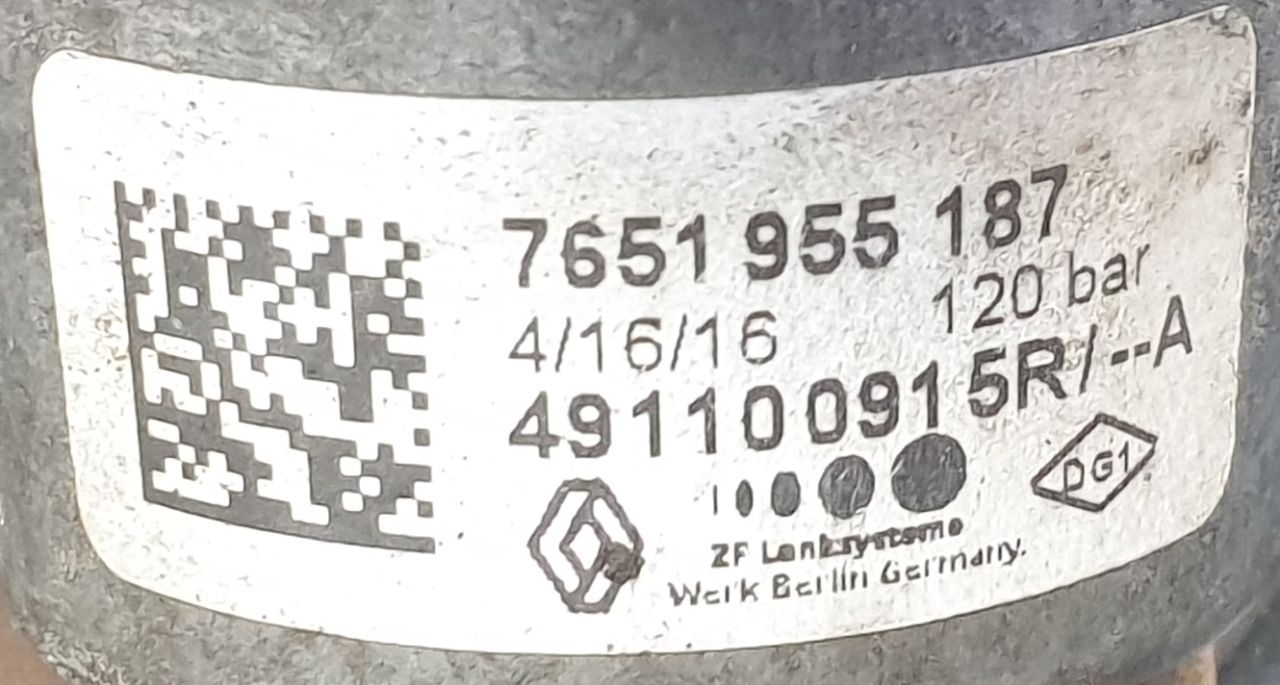 7651 955 187
4/16/16 120 bar
491100915R/--A
DG1
ZF Lenksysteme
Werk Berlin Germany.